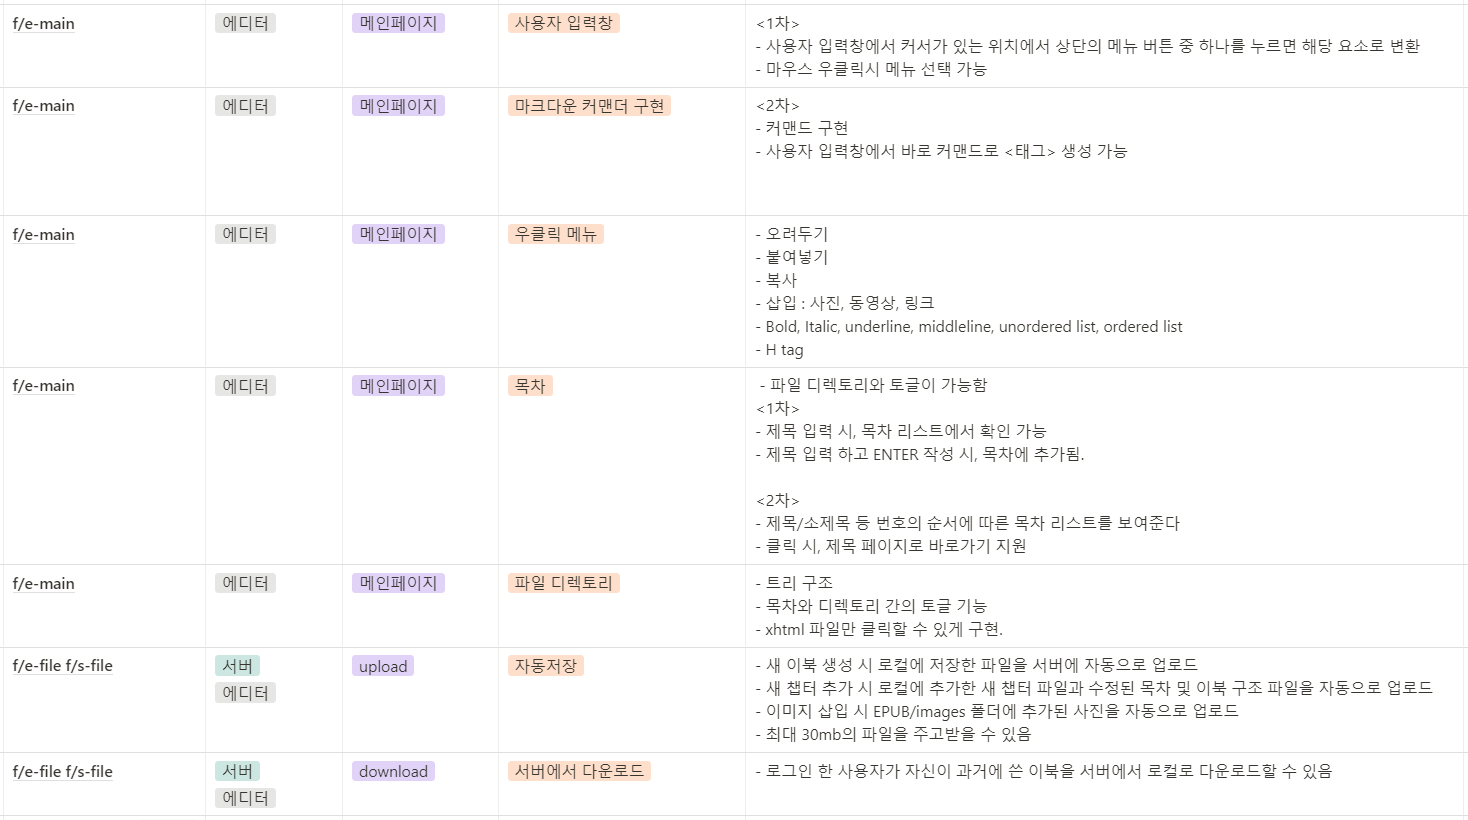 f/e-main 에디터 메인페이지 사용자 입력창 <1차>
- 사용자 입력창에서 커서가 있는 위치에서 상단의 메뉴 버튼 중 하나를 누르면 해당 요소로 변환
- 마우스 우클릭시 메뉴 선택 가능
f/e-main 에디터 메인페이지 마크다운 커맨더 구현 <2차>
- 커맨드 구현
- 사용자 입력창에서 바로 커맨드로 <태그> 생성 가능
f/e-main 에디터 메인페이지 우클릭 메뉴 - 오려두기
- 붙여넣기
- 복사
- 삽입 : 사진, 동영상, 링크
- Bold, Italic, underline, middleline, unordered list, ordered list
- H tag
f/e-main 에디터 메인페이지 목차 - 파일 디렉토리와 토글이 가능함
<1차>
- 제목 입력 시, 목차 리스트에서 확인 가능
- 제목 입력 하고 ENTER 작성 시, 목차에 추가됨.
<2차>
- 제목/소제목 등 번호의 순서에 따른 목차 리스트를 보여준다
- 클릭 시, 제목 페이지로 바로가기 지원
f/e-main 에디터 메인페이지 파일 디렉토리 - 트리 구조
- 목차와 디렉토리 간의 토글 기능
- xhtml 파일만 클릭할 수 있게 구현.
f/e-file f/s-file 서버 upload 자동저장 - 새 이북 생성 시 로컬에 저장한 파일을 서버에 자동으로 업로드
에디터 - 새 챕터 추가 시 로컬에 추가한 새 챕터 파일과 수정된 목차 및 이북 구조 파일을 자동으로 업로드
- 이미지 삽입 시 EPUB/images 폴더에 추가된 사진을 자동으로 업로드
- 최대 30mb의 파일을 주고받을 수 있음
f/e-file f/s-file 서버 download 서버에서 다운로드 - 로그인 한 사용자가 자신이 과거에 쓴 이북을 서버에서 로컬로 다운로드할 수 있음
에디터